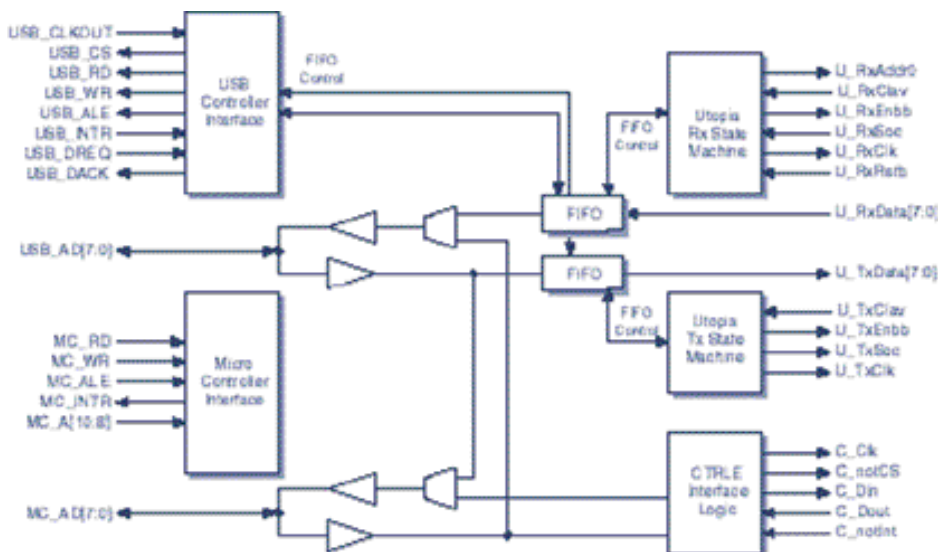 USB_CLKOUT
USB_CS
USB_RD
USB_WR
USB_ALE
USB_INTR
USB_DREQ
USB_DACK
USB
Controller
Interface
FIFO
Control
FIFO
Control
Utopia
Rx State
Machine
U_RxAddr0
U_RxClav
U_RxEnbb
U_RxSoc
U_RxClk
FIFO
U_RxData[7:0]
USB_AD[7:0]
FIFO
U_TxData[7:0]
MC_RD
MC_WR
MC_ALE
MC_INTR
MC_A[10:8]
Micro
Controller
Interface
FIFO
Control
Utopia
Tx State
Machine
U_TxClav
U_TxEnbb
U_TxSoc
U_TxClk
MC_AD[7:0]
CTRLE
Interface
Logic
C_Clk
C_notCS
C_Din
C_Dout
C_notInt